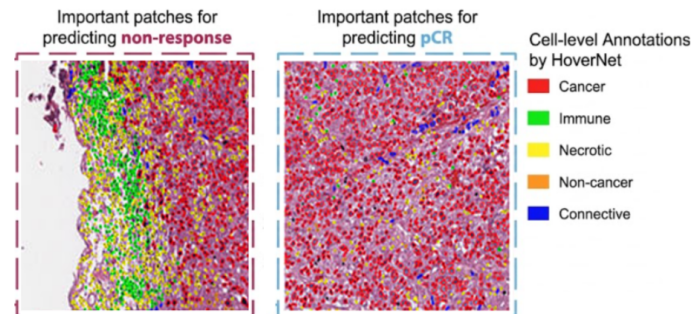 Important patches for
predicting non-response
Important patches for
predicting pCR
Cell-level Annotations
by HoverNet
Cancer
Immune
Necrotic
Non-cancer
Connective